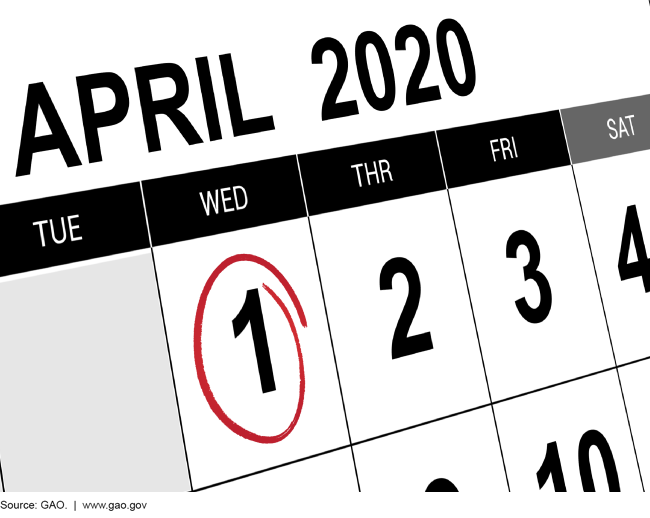 APRIL 2020
TUE WED THR FRI SAT
1 2 3 4
10
Source: GAO. | www.gao.gov